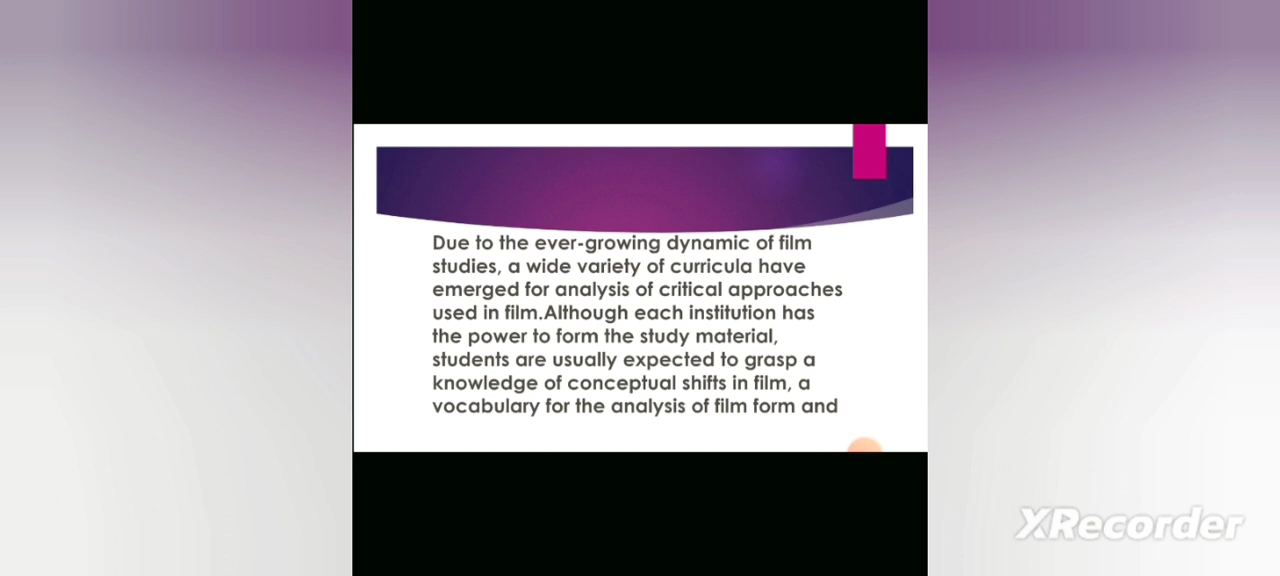 Due to the ever-growing dynamic of film
studies, a wide variety of curricula have
emerged for analysis of critical approaches
used in film.Although each institution has
the power to form the study material,
students are usually expected to grasp a
knowledge of conceptual shifts in film, a
vocabulary for the analysis of film form and
XRecorder